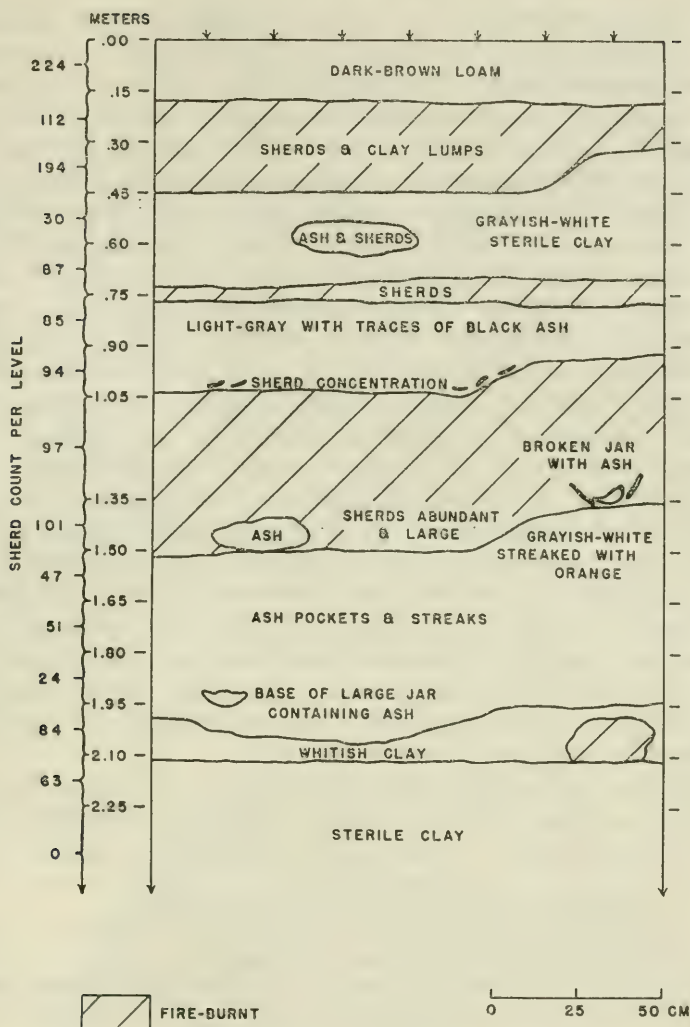 METERS
.00
224
DARK-BROWN LOAM
.15
112
.30
SHERDS & CLAY LUMPS
194
.45
30
GRAYISH-WHITE
STERILE CLAY
ASH & SHERDS
.60
87
.75
SHERDS
85
LIGHT-GRAY WITH TRACES OF BLACK ASH
.90
94
SHERD CONCENTRATION
1.05
SHERD COUNT PER LEVEL
97
BROKEN JAR
WITH ASH
1.35
101
ASH
SHERDS ABUNDANT
& LARGE
GRAYISH-WHITE
STREAKED WITH
ORANGE
1.50
47
1.65
51
ASH POCKETS & STREAKS
1.80
24
BASE OF LARGE JAR
CONTAINING ASH
1.95
84
WHITISH CLAY
2.10
63
2.25
STERILE CLAY
0
FIRE-BURNT
0 25 50 CM